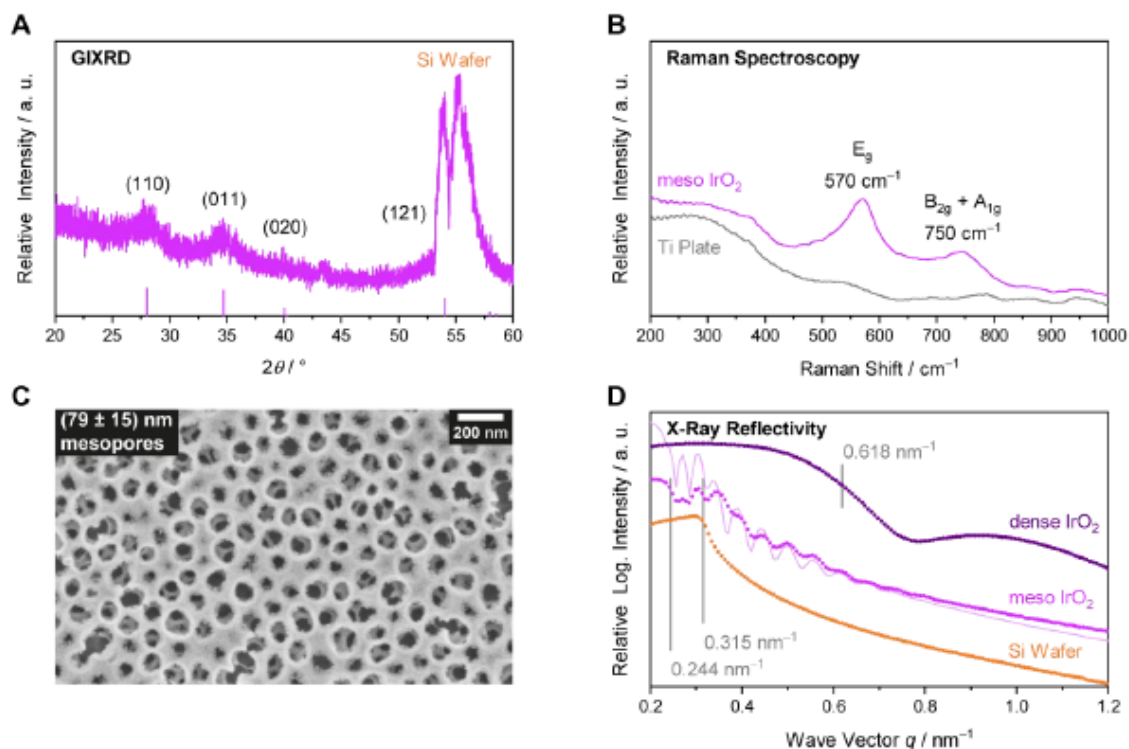 A
GIXRD
Si Wafer
(110)
(011)
(020)
(121)
Relative Intensity / a. u.
20 25 30 35 40 45 50 55 60
2θ / °
B
Raman Spectroscopy
meso IrO₂
Ti Plate
E_g
570 cm⁻¹
B₂g + A₁g
750 cm⁻¹
Relative Intensity / a. u.
200 300 400 500 600 700 800 900 1000
Raman Shift / cm⁻¹
C
(79 ± 15) nm
mesopores
200 nm
D
X-Ray Reflectivity
0.618 nm⁻¹
dense IrO₂
meso IrO₂
0.315 nm⁻¹
Si Wafer
0.244 nm⁻¹
Relative Log. Intensity / a. u.
0.2 0.4 0.6 0.8 1.0 1.2
Wave Vector q / nm⁻¹